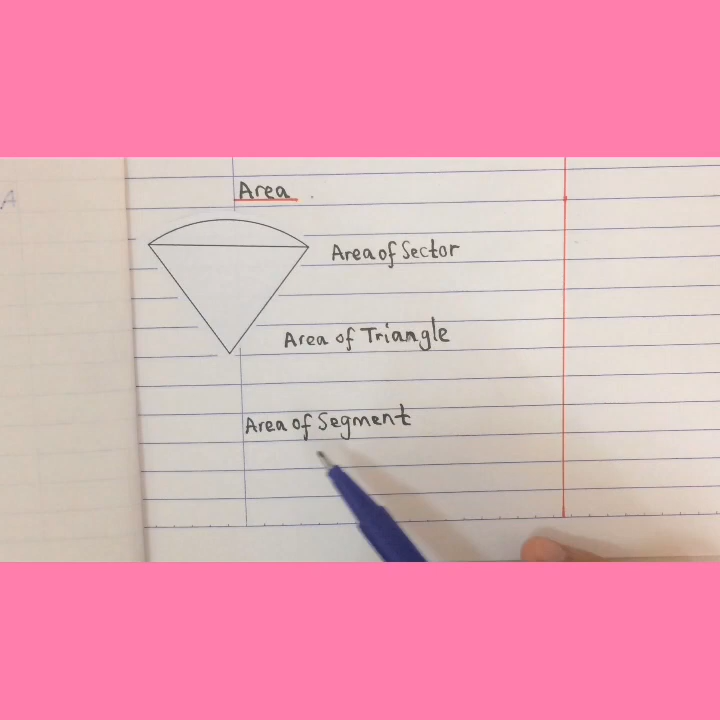 Area
Area of Sector
Area of Triangle
Area of Segment
A